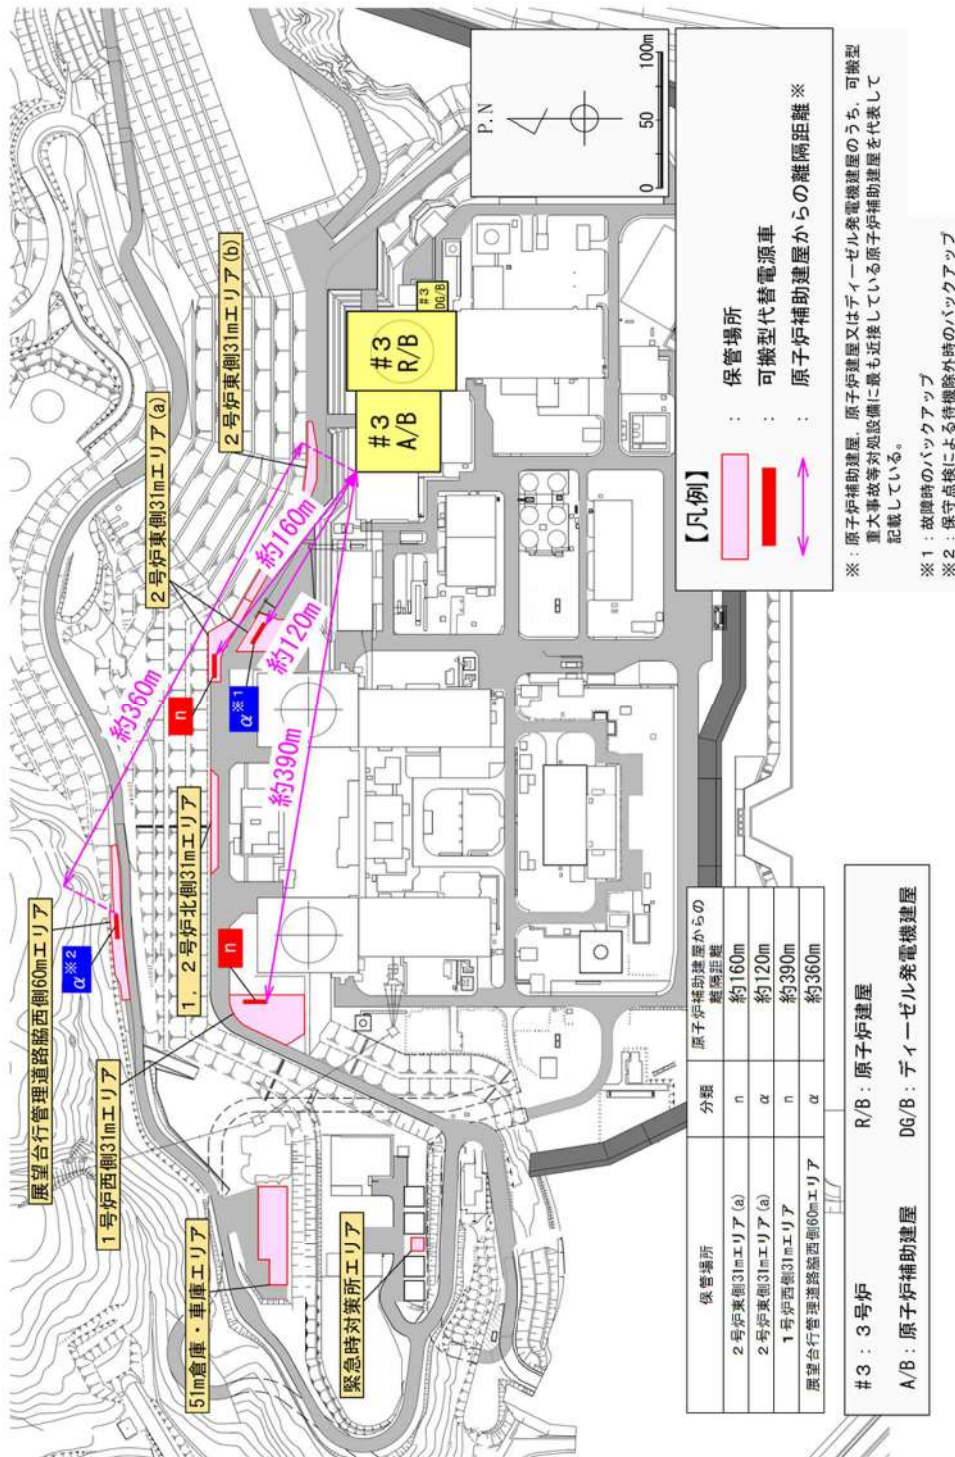 展望台行管理道路脇西側60mエリア
α※2
1号炉西側31mエリア
51m倉庫・車庫エリア
緊急時対策所エリア
1，2号炉北側31mエリア
n
n
α※1
2号炉東側31mエリア(a)
2号炉東側31mエリア(b)
約360m
約160m
約120m
約390m
#3
A/B
#3
R/B
#3
DG/B
P.N
0 50 100m
【凡例】
： 保管場所
： 可搬型代替電源車
： 原子炉補助建屋からの離隔距離※
※：原子炉補助建屋，原子炉建屋又はディーゼル発電機建屋のうち，可搬型
重大事故等対処設備に最も近接している原子炉補助建屋を代表して
記載している。
※1：故障時のバックアップ
※2：保守点検による待機除外時のバックアップ
保管場所 分類 原子炉補助建屋からの
離隔距離
2号炉東側31mエリア(a) n 約160m
2号炉東側31mエリア(a) α 約120m
1号炉西側31mエリア n 約390m
展望台行管理道路脇西側60mエリア α 約360m
#3：3号炉 R/B：原子炉建屋
A/B：原子炉補助建屋 DG/B：ディーゼル発電機建屋